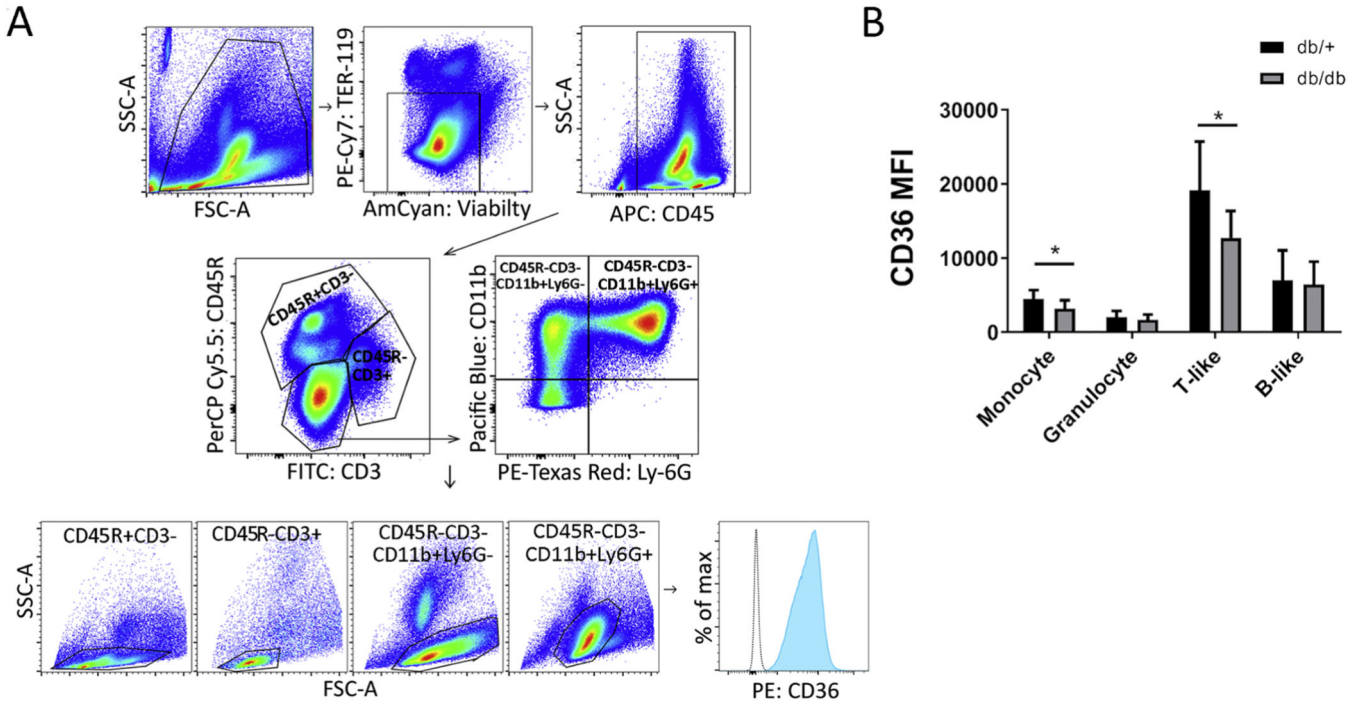 A
SSC-A
FSC-A
→
PE-Cy7: TER-119
AmCyan: Viabilty
→
SSC-A
APC: CD45
PerCP Cy5.5: CD45R
CD45R+CD3-
CD45R-
CD3+
FITC: CD3
Pacific Blue: CD11b
CD45R-CD3-
CD11b+Ly6G-
CD45R-CD3-
CD11b+Ly6G+
PE-Texas Red: Ly-6G
↓
SSC-A
CD45R+CD3-
CD45R-CD3+
CD45R-CD3-
CD11b+Ly6G-
CD45R-CD3-
CD11b+Ly6G+
FSC-A
→
% of max
PE: CD36
B
db/+
db/db
CD36 MFI
30000
20000
10000
0
*
*
Monocyte
Granulocyte
T-like
B-like